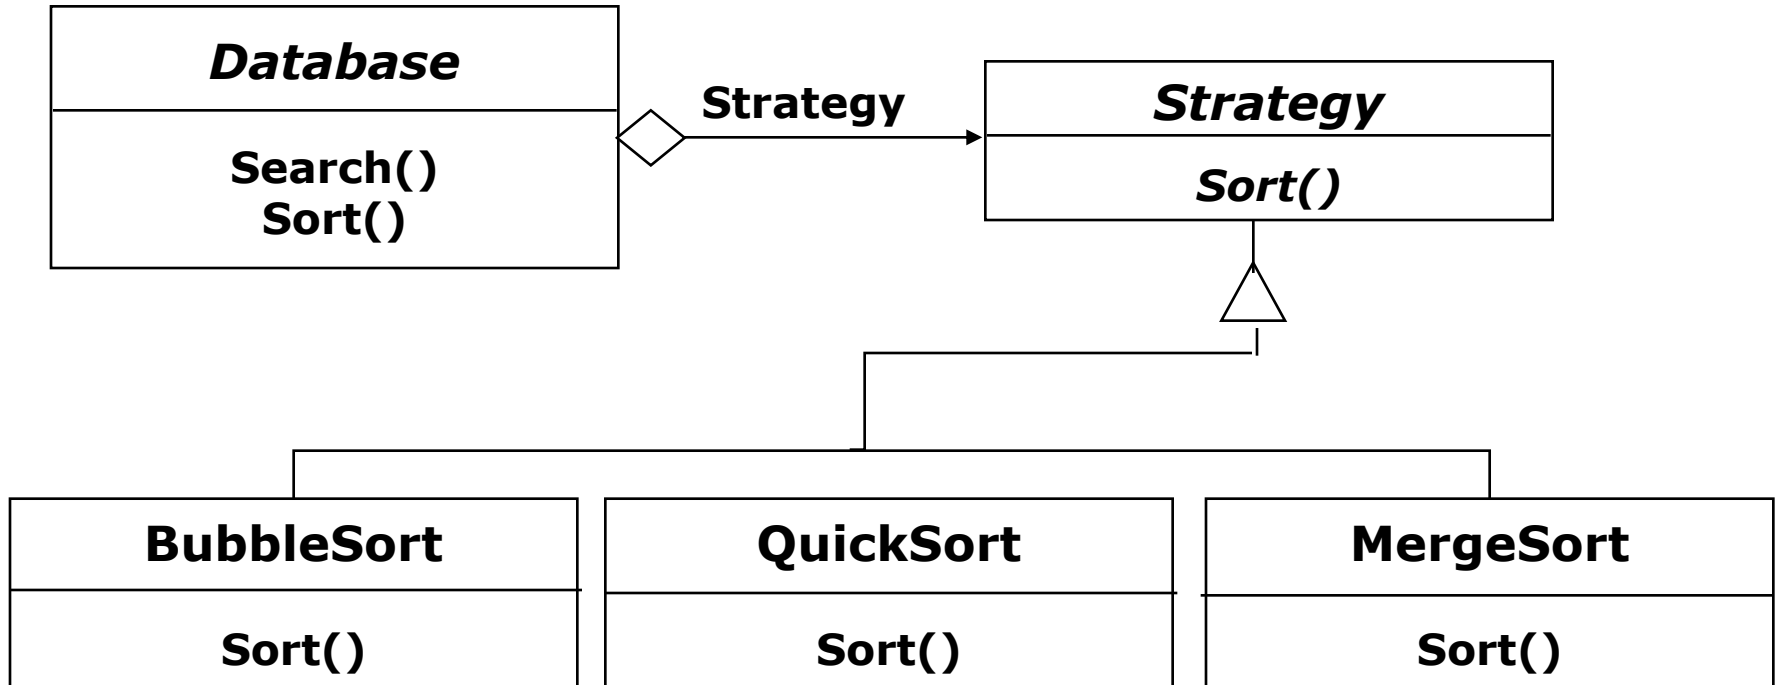 Database
Search()
Sort()
Strategy
Strategy
Sort()
BubbleSort
Sort()
QuickSort
Sort()
MergeSort
Sort()